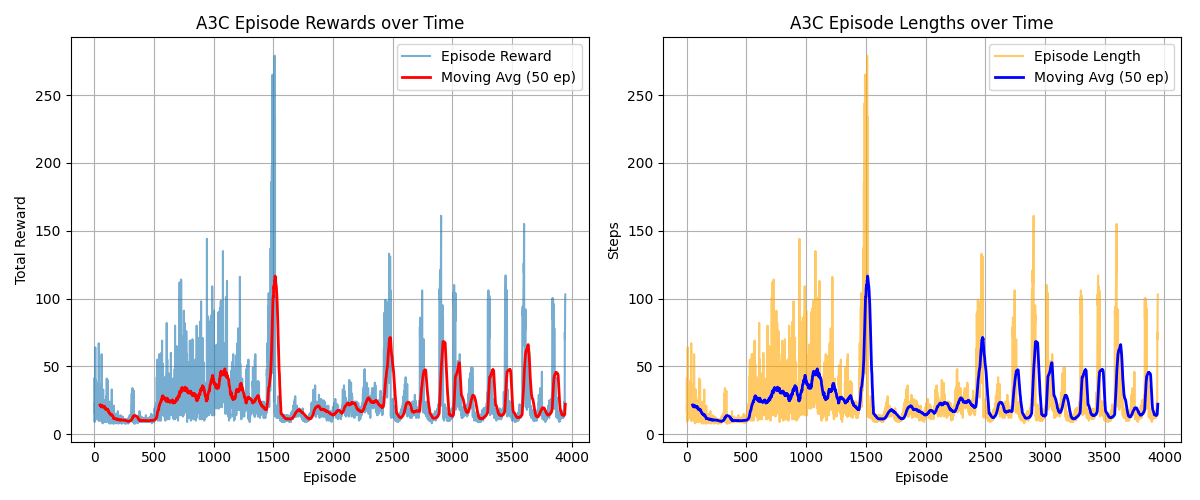 A3C Episode Rewards over Time
Episode Reward
Moving Avg (50 ep)
Total Reward
250
200
150
100
50
0
0 500 1000 1500 2000 2500 3000 3500 4000
Episode
A3C Episode Lengths over Time
Episode Length
Moving Avg (50 ep)
Steps
250
200
150
100
50
0
0 500 1000 1500 2000 2500 3000 3500 4000
Episode